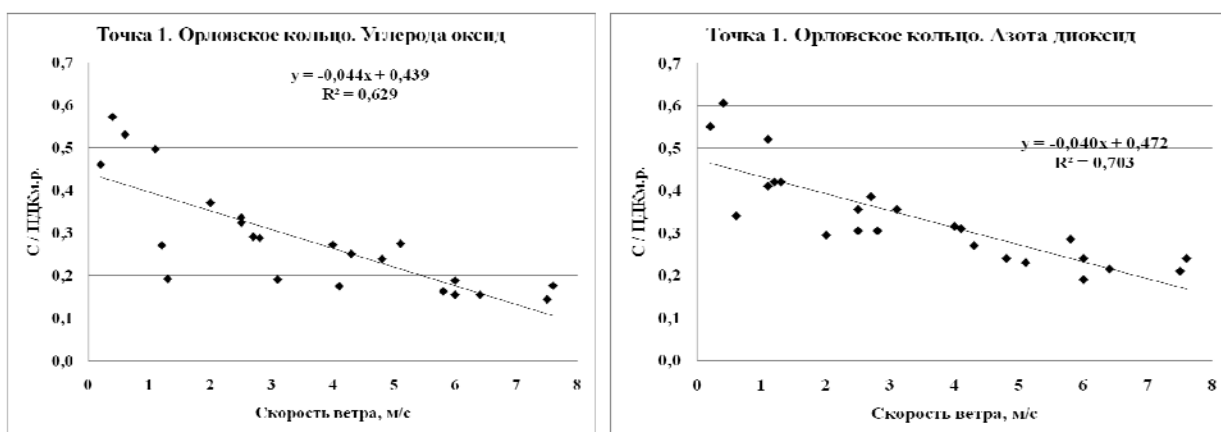 Точка 1. Орловское кольцо. Углерода оксид
y = -0,044x + 0,439
R² = 0,629
С / ПДКм.р.
0,7
0,6
0,5
0,4
0,3
0,2
0,1
0,0
0 1 2 3 4 5 6 7 8
Скорость ветра, м/с
Точка 1. Орловское кольцо. Азота диоксид
y = -0,040x + 0,472
R² = 0,703
С / ПДКм.р.
0,7
0,6
0,5
0,4
0,3
0,2
0,1
0,0
0 1 2 3 4 5 6 7 8
Скорость ветра, м/с